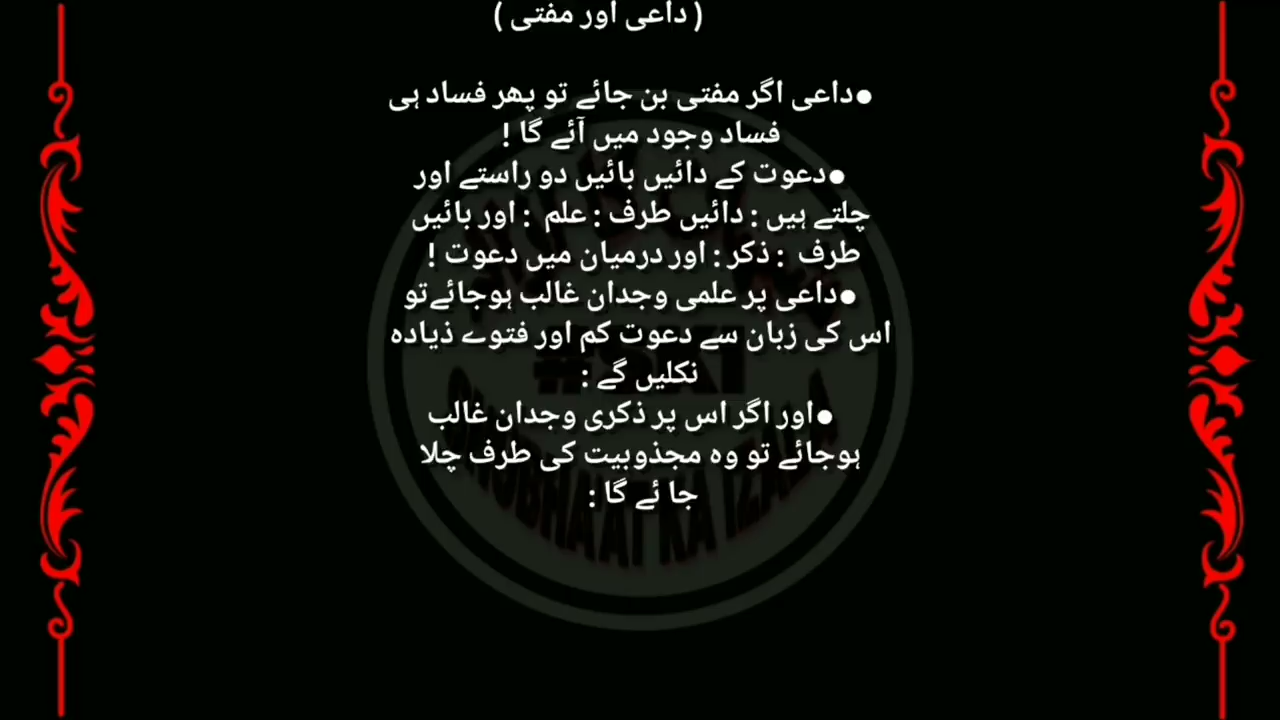 ( داعی اور مفتی )
●داعی اگر مفتی بن جائے تو پھر فساد ہی
فساد وجود میں آئے گا !
●دعوت کے دائیں بائیں دو راستے اور
چلتے ہیں : دائیں طرف : علم : اور بائیں
طرف : ذکر : اور درمیان میں دعوت !
●داعی پر علمی وجدان غالب ہوجائےتو
اس کی زبان سے دعوت کم اور فتوے ذیادہ
نکلیں گے :
●اور اگر اس پر ذکری وجدان غالب
ہوجائے تو وہ مجذوبیت کی طرف چلا
جا ئے گا :